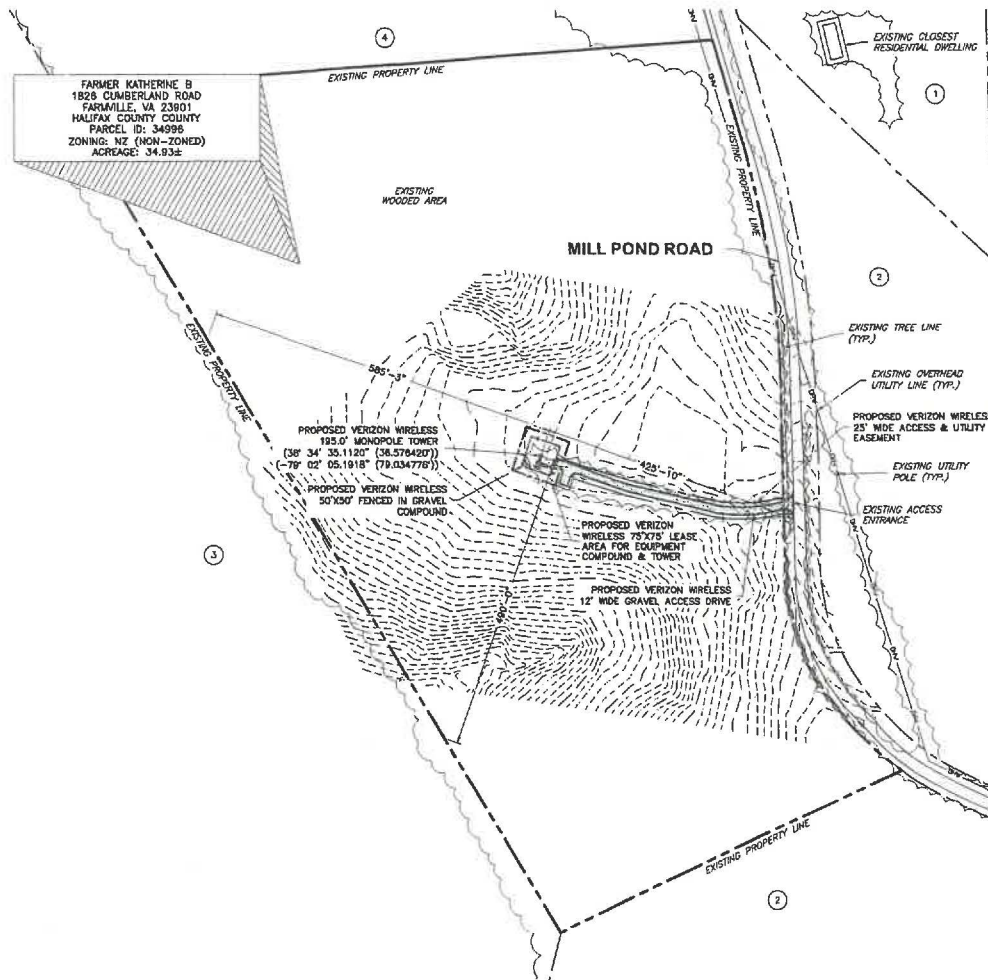 4
EXISTING PROPERTY LINE
EXISTING CLOSEST
RESIDENTIAL DWELLING
1
FARMER KATHERINE B
1828 CUMBERLAND ROAD
FARMVILLE, VA 23901
HALIFAX COUNTY COUNTY
PARCEL ID: 34996
ZONING: NZ (NON-ZONED)
ACREAGE: 34.93±
EXISTING
WOODED AREA
EXISTING PROPERTY LINE
MILL POND ROAD
2
EXISTING TREE LINE
(TYP.)
EXISTING PROPERTY LINE
585'-3"
EXISTING OVERHEAD
UTILITY LINE (TYP.)
PROPOSED VERIZON WIRELESS
25' WIDE ACCESS & UTILITY
EASEMENT
PROPOSED VERIZON WIRELESS
195.0' MONOPOLE TOWER
(36° 34' 35.1120" (36.576420°))
(-79° 02' 05.1918" (79.034776°))
425'-10"
EXISTING UTILITY
POLE (TYP.)
PROPOSED VERIZON WIRELESS
50'X50' FENCED IN GRAVEL
COMPOUND
EXISTING ACCESS
ENTRANCE
3
PROPOSED VERIZON
WIRELESS 75'X75' LEASE
AREA FOR EQUIPMENT
COMPOUND & TOWER
PROPOSED VERIZON WIRELESS
12' WIDE GRAVEL ACCESS DRIVE
490'-0"
EXISTING PROPERTY LINE
2